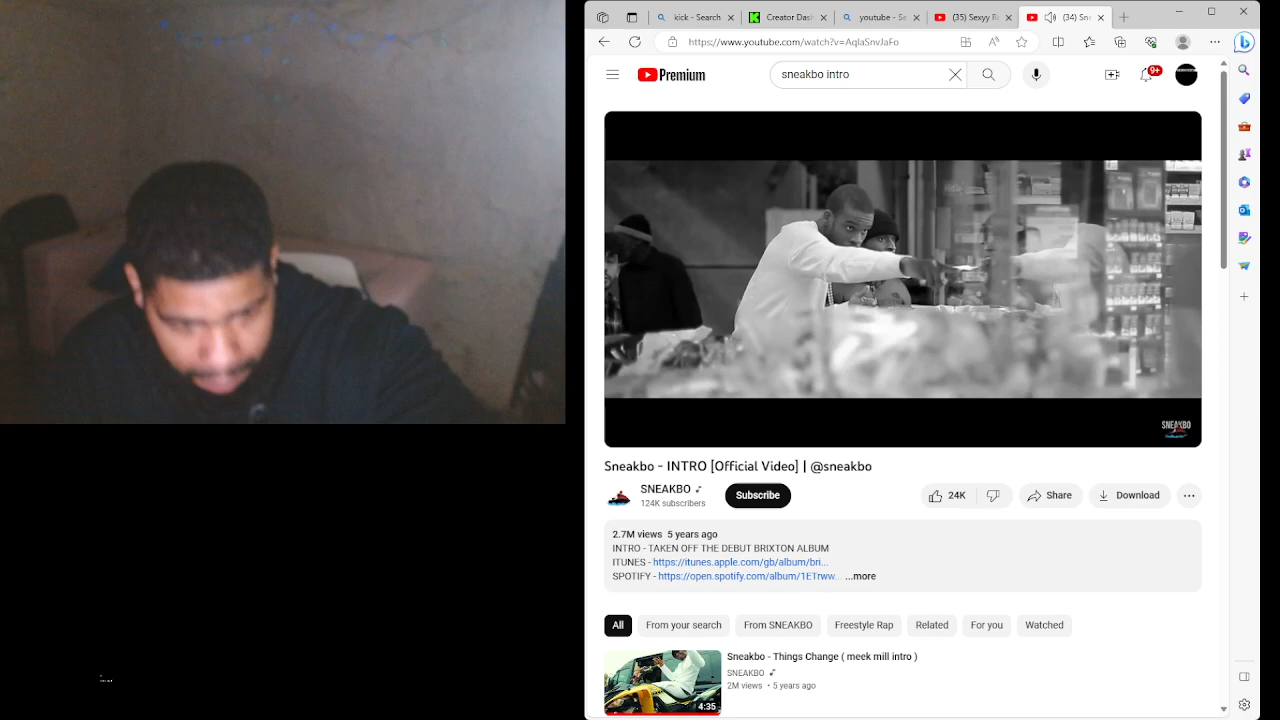 kick - Search
Creator Dash
youtube - Se
(35) Sexyy R
(34) Sn
https://www.youtube.com/watch?v=AqlaSnvJaFo
Premium
sneakbo intro
9+
SNEAKBO
Sneakbo - INTRO [Official Video] | @sneakbo
SNEAKBO
124K subscribers
Subscribe
24K
Share
Download
2.7M views 5 years ago
INTRO - TAKEN OFF THE DEBUT BRIXTON ALBUM
ITUNES - https://itunes.apple.com/gb/album/bri...
SPOTIFY - https://open.spotify.com/album/1ETrww... ...more
All
From your search
From SNEAKBO
Freestyle Rap
Related
For you
Watched
Sneakbo - Things Change ( meek mill intro )
SNEAKBO
2M views • 5 years ago
4:35